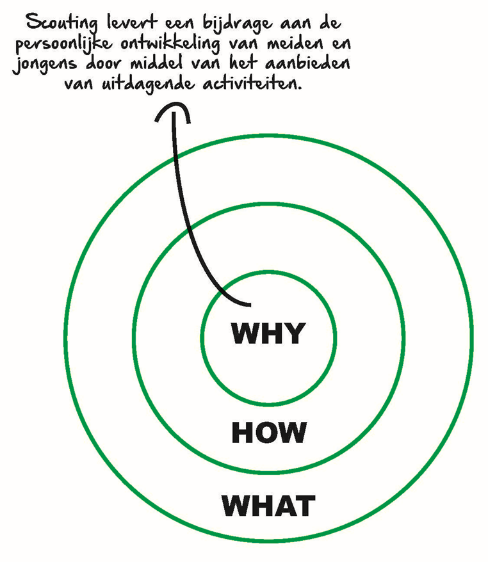 Scouting levert een bijdrage aan de
persoonlijke ontwikkeling van meiden en
jongens door middel van het aanbieden
van uitdagende activiteiten.
WHY
HOW
WHAT